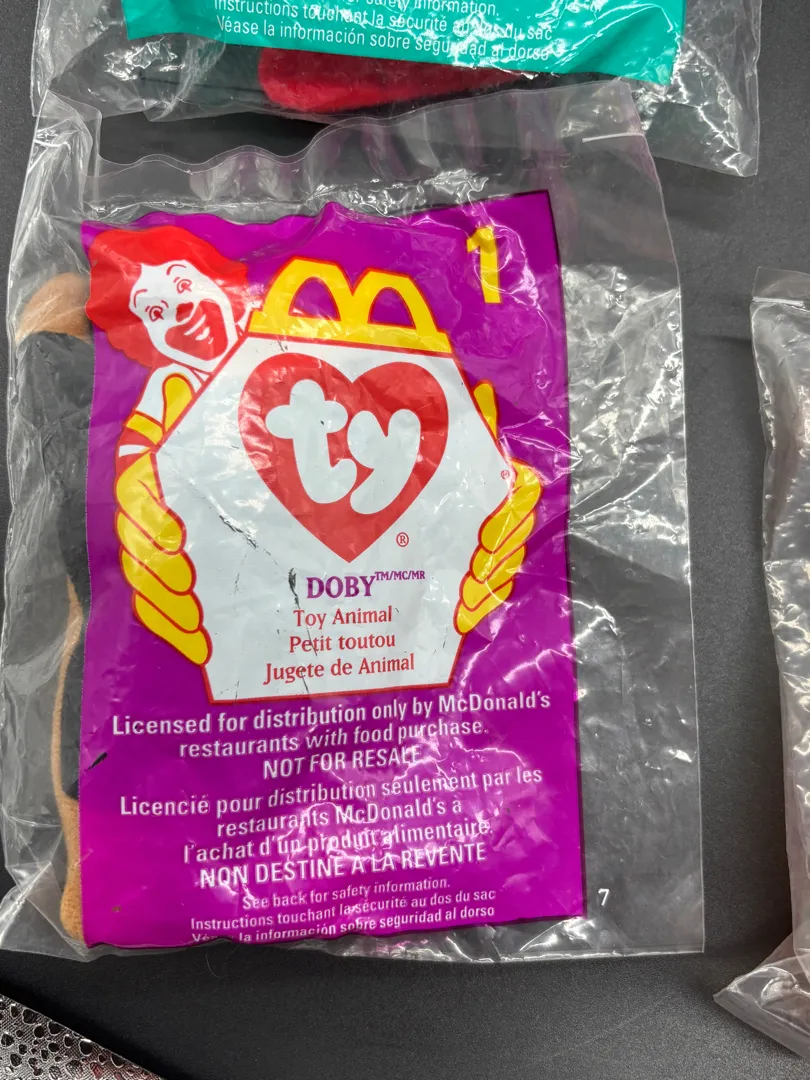 safety information.
Instructions touchant la sécurité au dos du sac
Véase la información sobre seguridad al dorso
1
ty
®
DOBY™/MC/MR
Toy Animal
Petit toutou
Jugete de Animal
Licensed for distribution only by McDonald's
restaurants with food purchase.
NOT FOR RESALE
Licencié pour distribution seulement par les
restaurants McDonald's à
l'achat d'un produit alimentaire.
NON DESTINÉ À LA REVENTE
See back for safety information.
Instructions touchant la sécurité au dos du sac
la información sobre seguridad al dorso
7